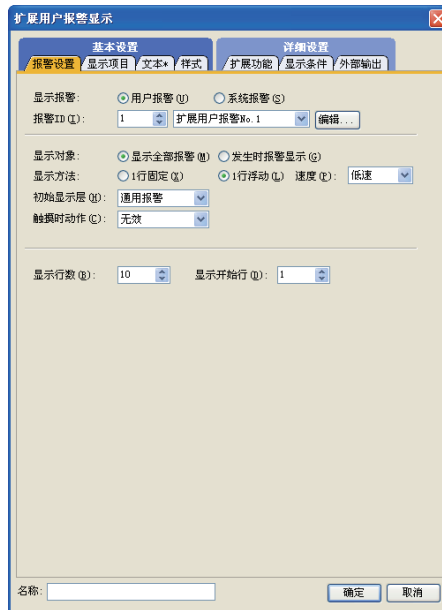 扩展用户报警显示
基本设置 详细设置
报警设置 显示项目 文本* 样式 扩展功能 显示条件 外部输出
显示报警: 用户报警(U) 系统报警(S)
报警ID(I): 1 扩展用户报警No.1 编辑...
显示对象: 显示全部报警(M) 发生时报警显示(G)
显示方法: 1行固定(X) 1行浮动(L) 速度(P): 低速
初始显示层(H): 通用报警
触摸时动作(C): 无效
显示行数(B): 10 显示开始行(D): 1
名称: 确定 取消